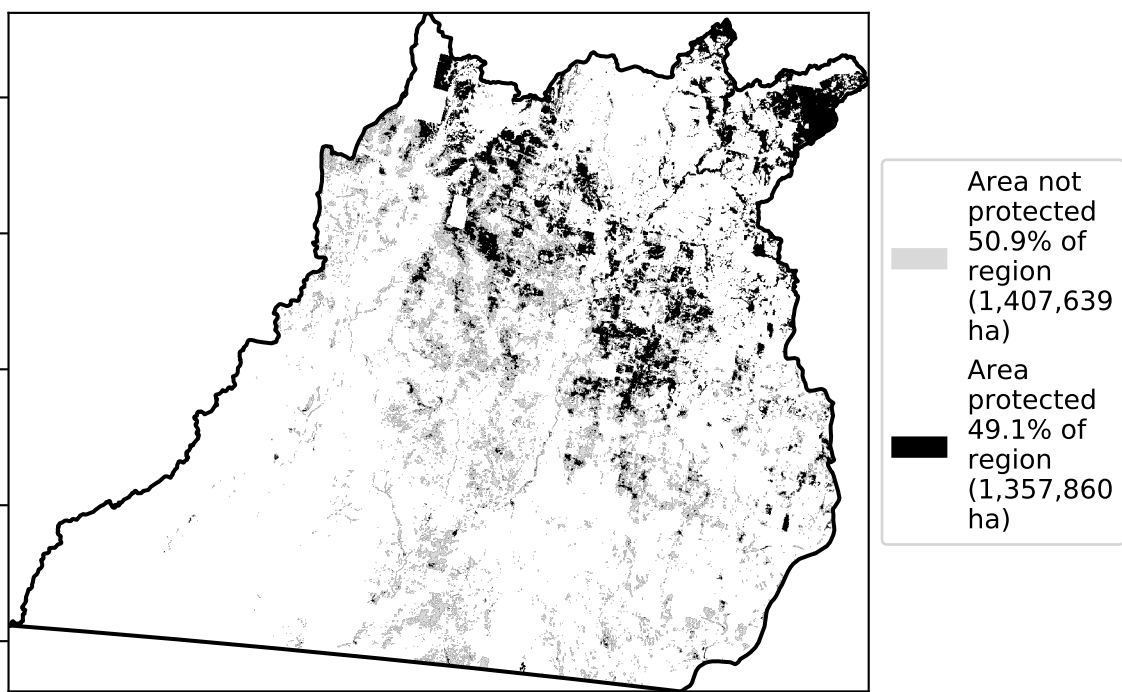 Area not
protected
50.9% of
region
(1,407,639
ha)
Area
protected
49.1% of
region
(1,357,860
ha)